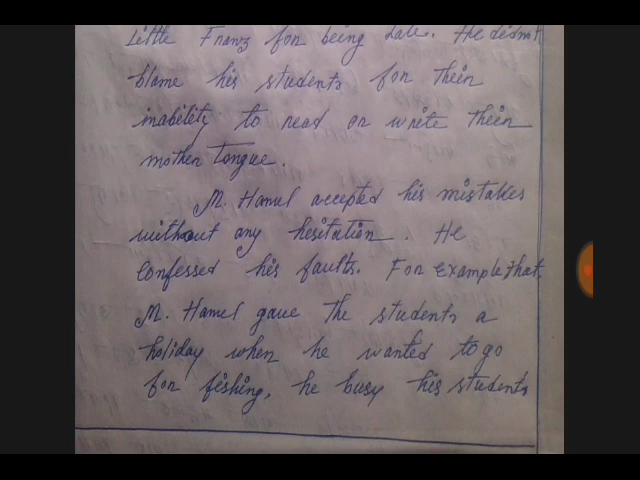 Little Franz for being late. He didn't
blame his students for their
inability to read or write their
mother tongue.
M. Hamel accepted his mistakes
without any hesitation. He
confessed his faults. For example, that
M. Hamel gave the students a
holiday when he wanted to go
for fishing, he busy his students